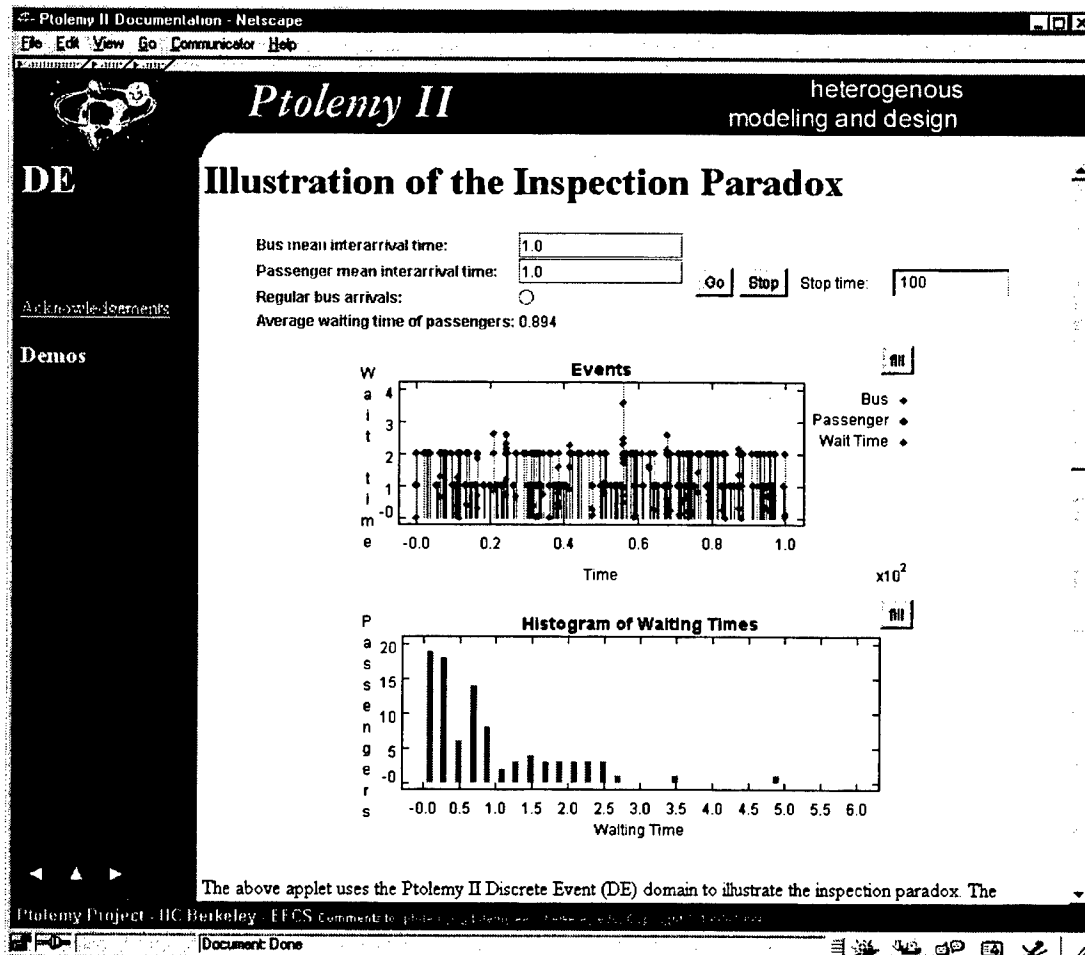 Ptolemy II Documentation - Netscape
File Edit View Go Communicator Help
Ptolemy II
heterogenous
modeling and design
DE
Illustration of the Inspection Paradox
Bus mean interarrival time: 1.0
Passenger mean interarrival time: 1.0
Go Stop Stop time: 100
Regular bus arrivals:
Average waiting time of passengers: 0.894
Acknowledgements
Demos
Events
fill
Wait time
Bus
Passenger
Wait Time
4
3
2
1
-0
-0.0 0.2 0.4 0.6 0.8 1.0
Time
x10^2
Histogram of Waiting Times
fill
Passengers
20
15
10
5
-0
-0.0 0.5 1.0 1.5 2.0 2.5 3.0 3.5 4.0 4.5 5.0 5.5 6.0
Waiting Time
The above applet uses the Ptolemy II Discrete Event (DE) domain to illustrate the inspection paradox. The
Ptolemy Project - UC Berkeley - EECS Comments to:
Document: Done